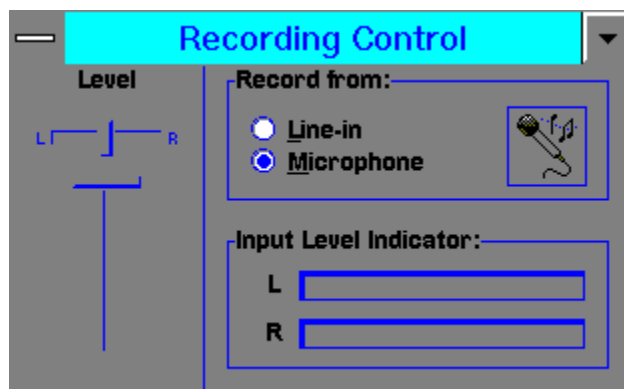 Recording Control
Level
L R
Record from:
Line-in
Microphone
Input Level Indicator:
L
R